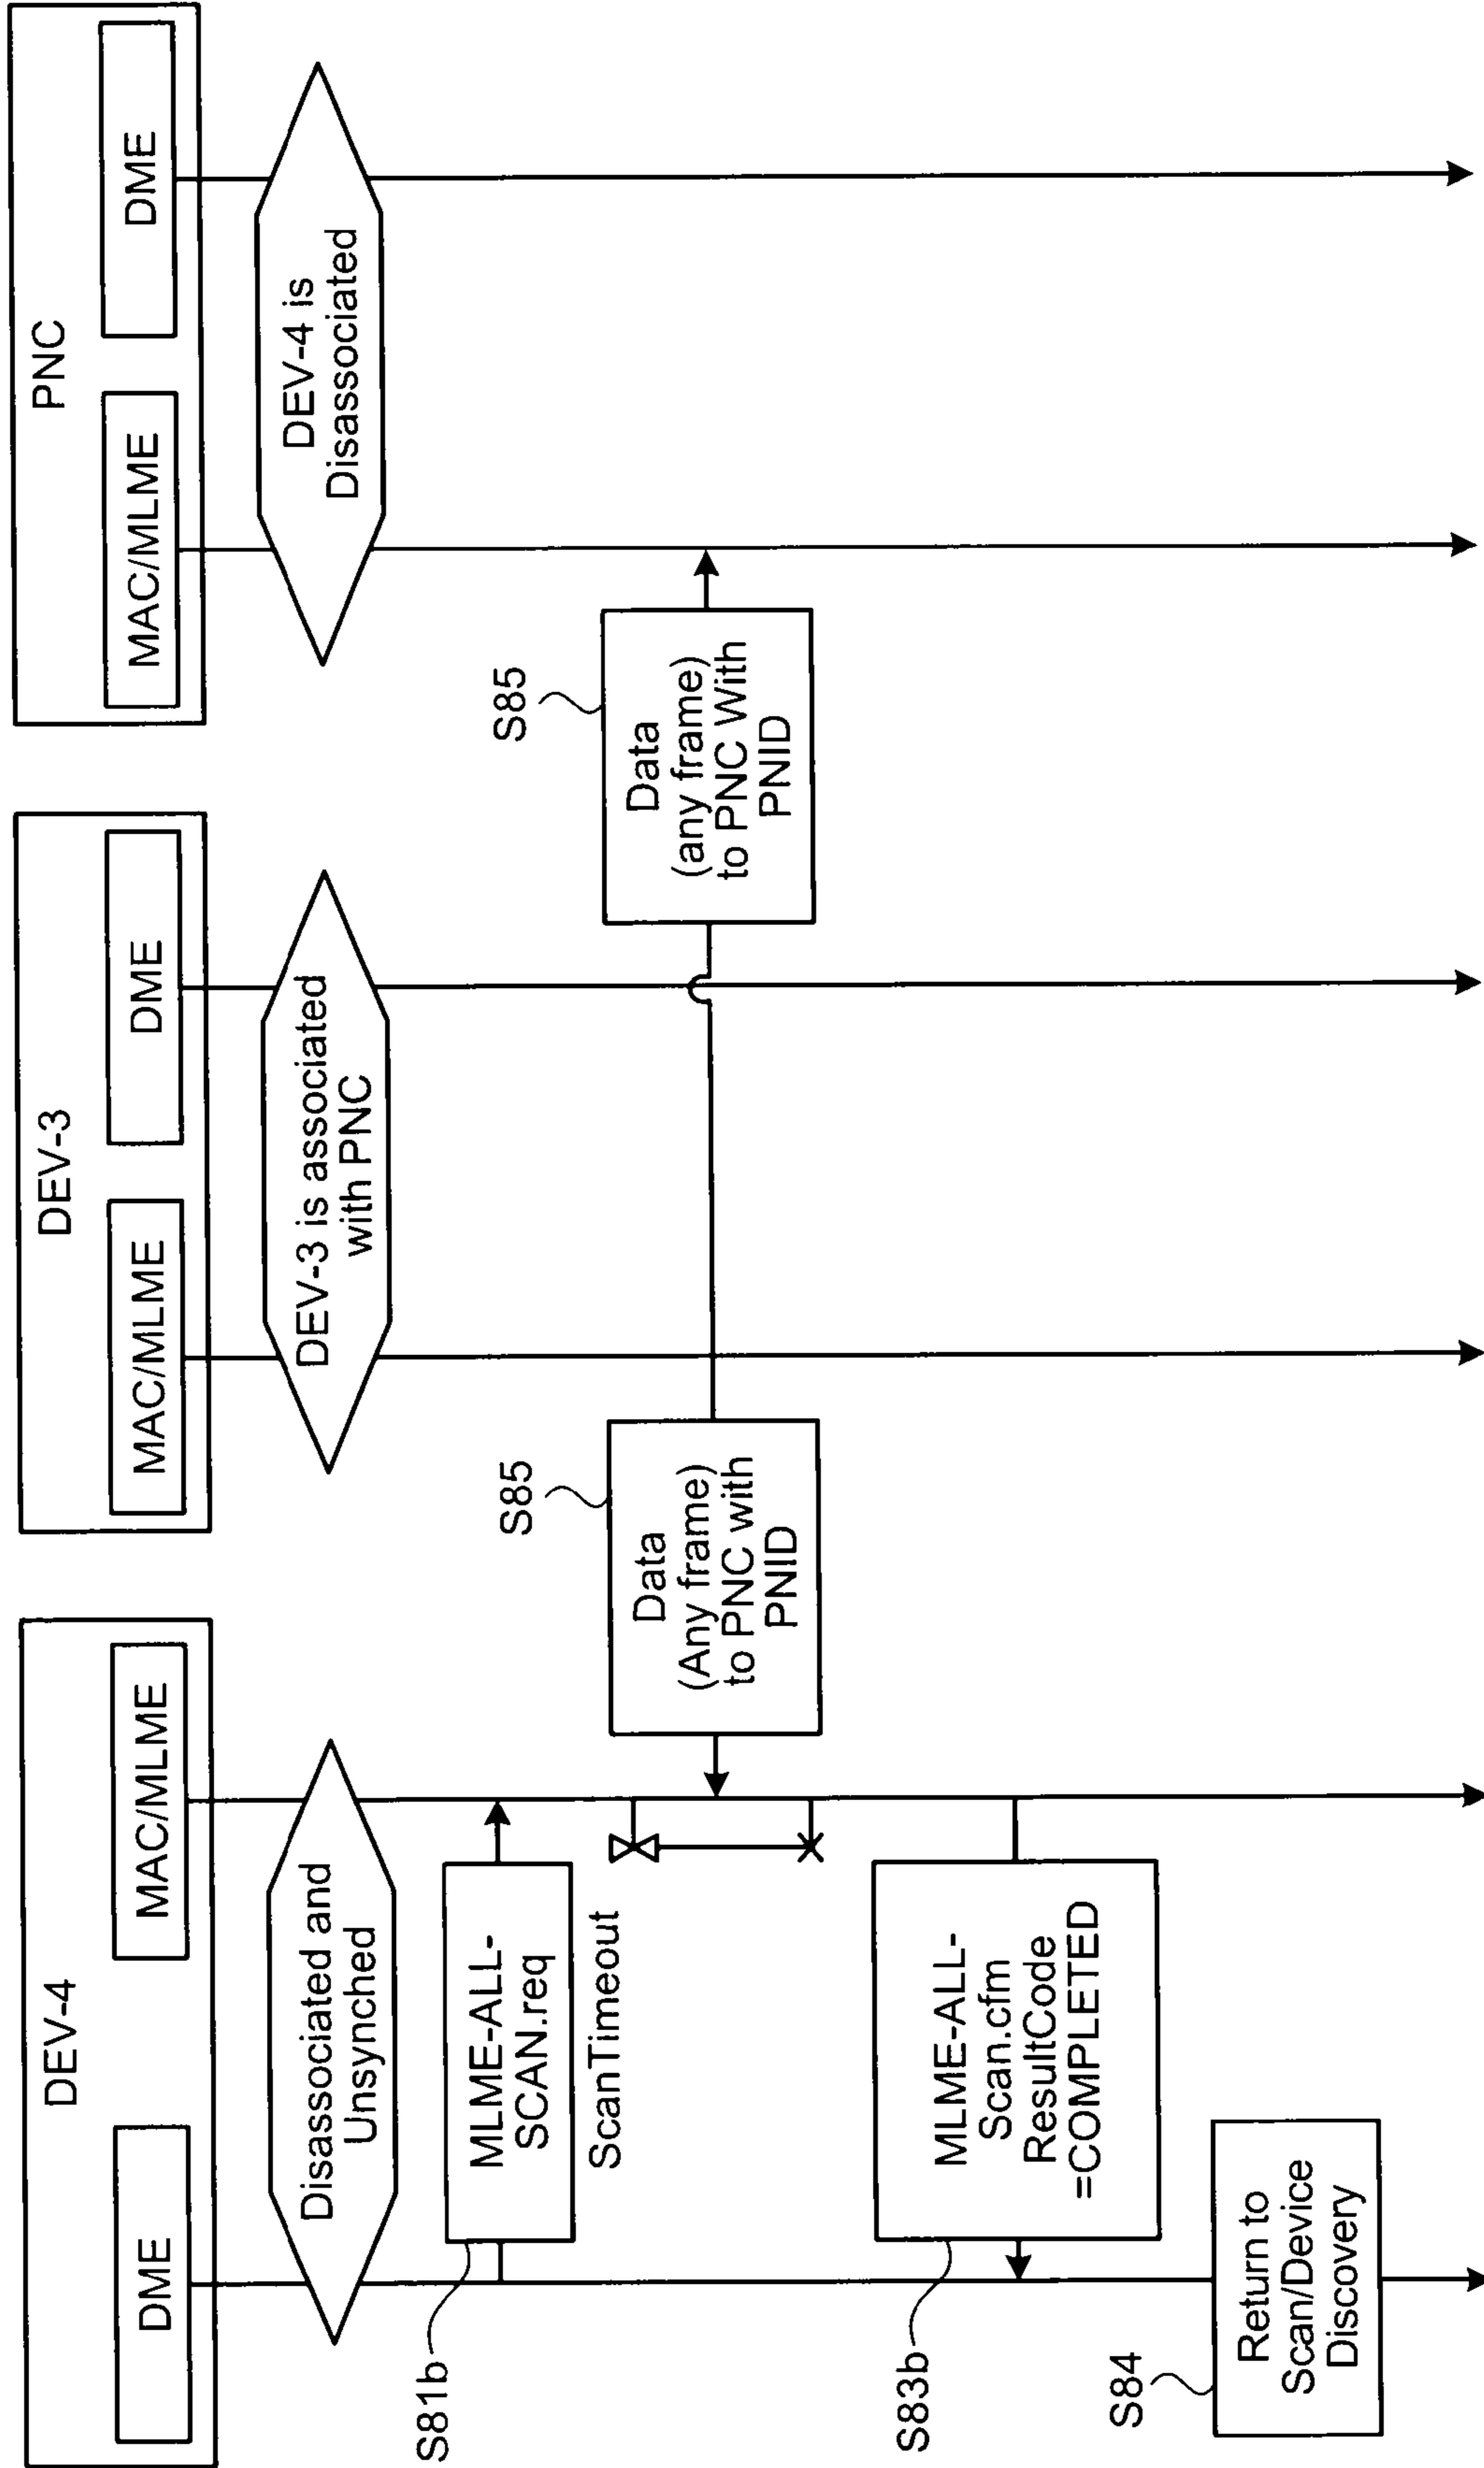 DEV-4
DME
MAC/MLME
DEV-3
MAC/MLME
DME
PNC
MAC/MLME
DME
Disassociated and
Unsynched
DEV-3 is associated
with PNC
DEV-4 is
Disassociated
S81b
MLME-ALL-
SCAN.req
ScanTimeout
S85
Data
(Any frame)
to PNC with
PNID
S85
Data
(any frame)
to PNC With
PNID
S83b
MLME-ALL-
Scan.cfm
ResultCode
=COMPLETED
S84
Return to
Scan/Device
Discovery